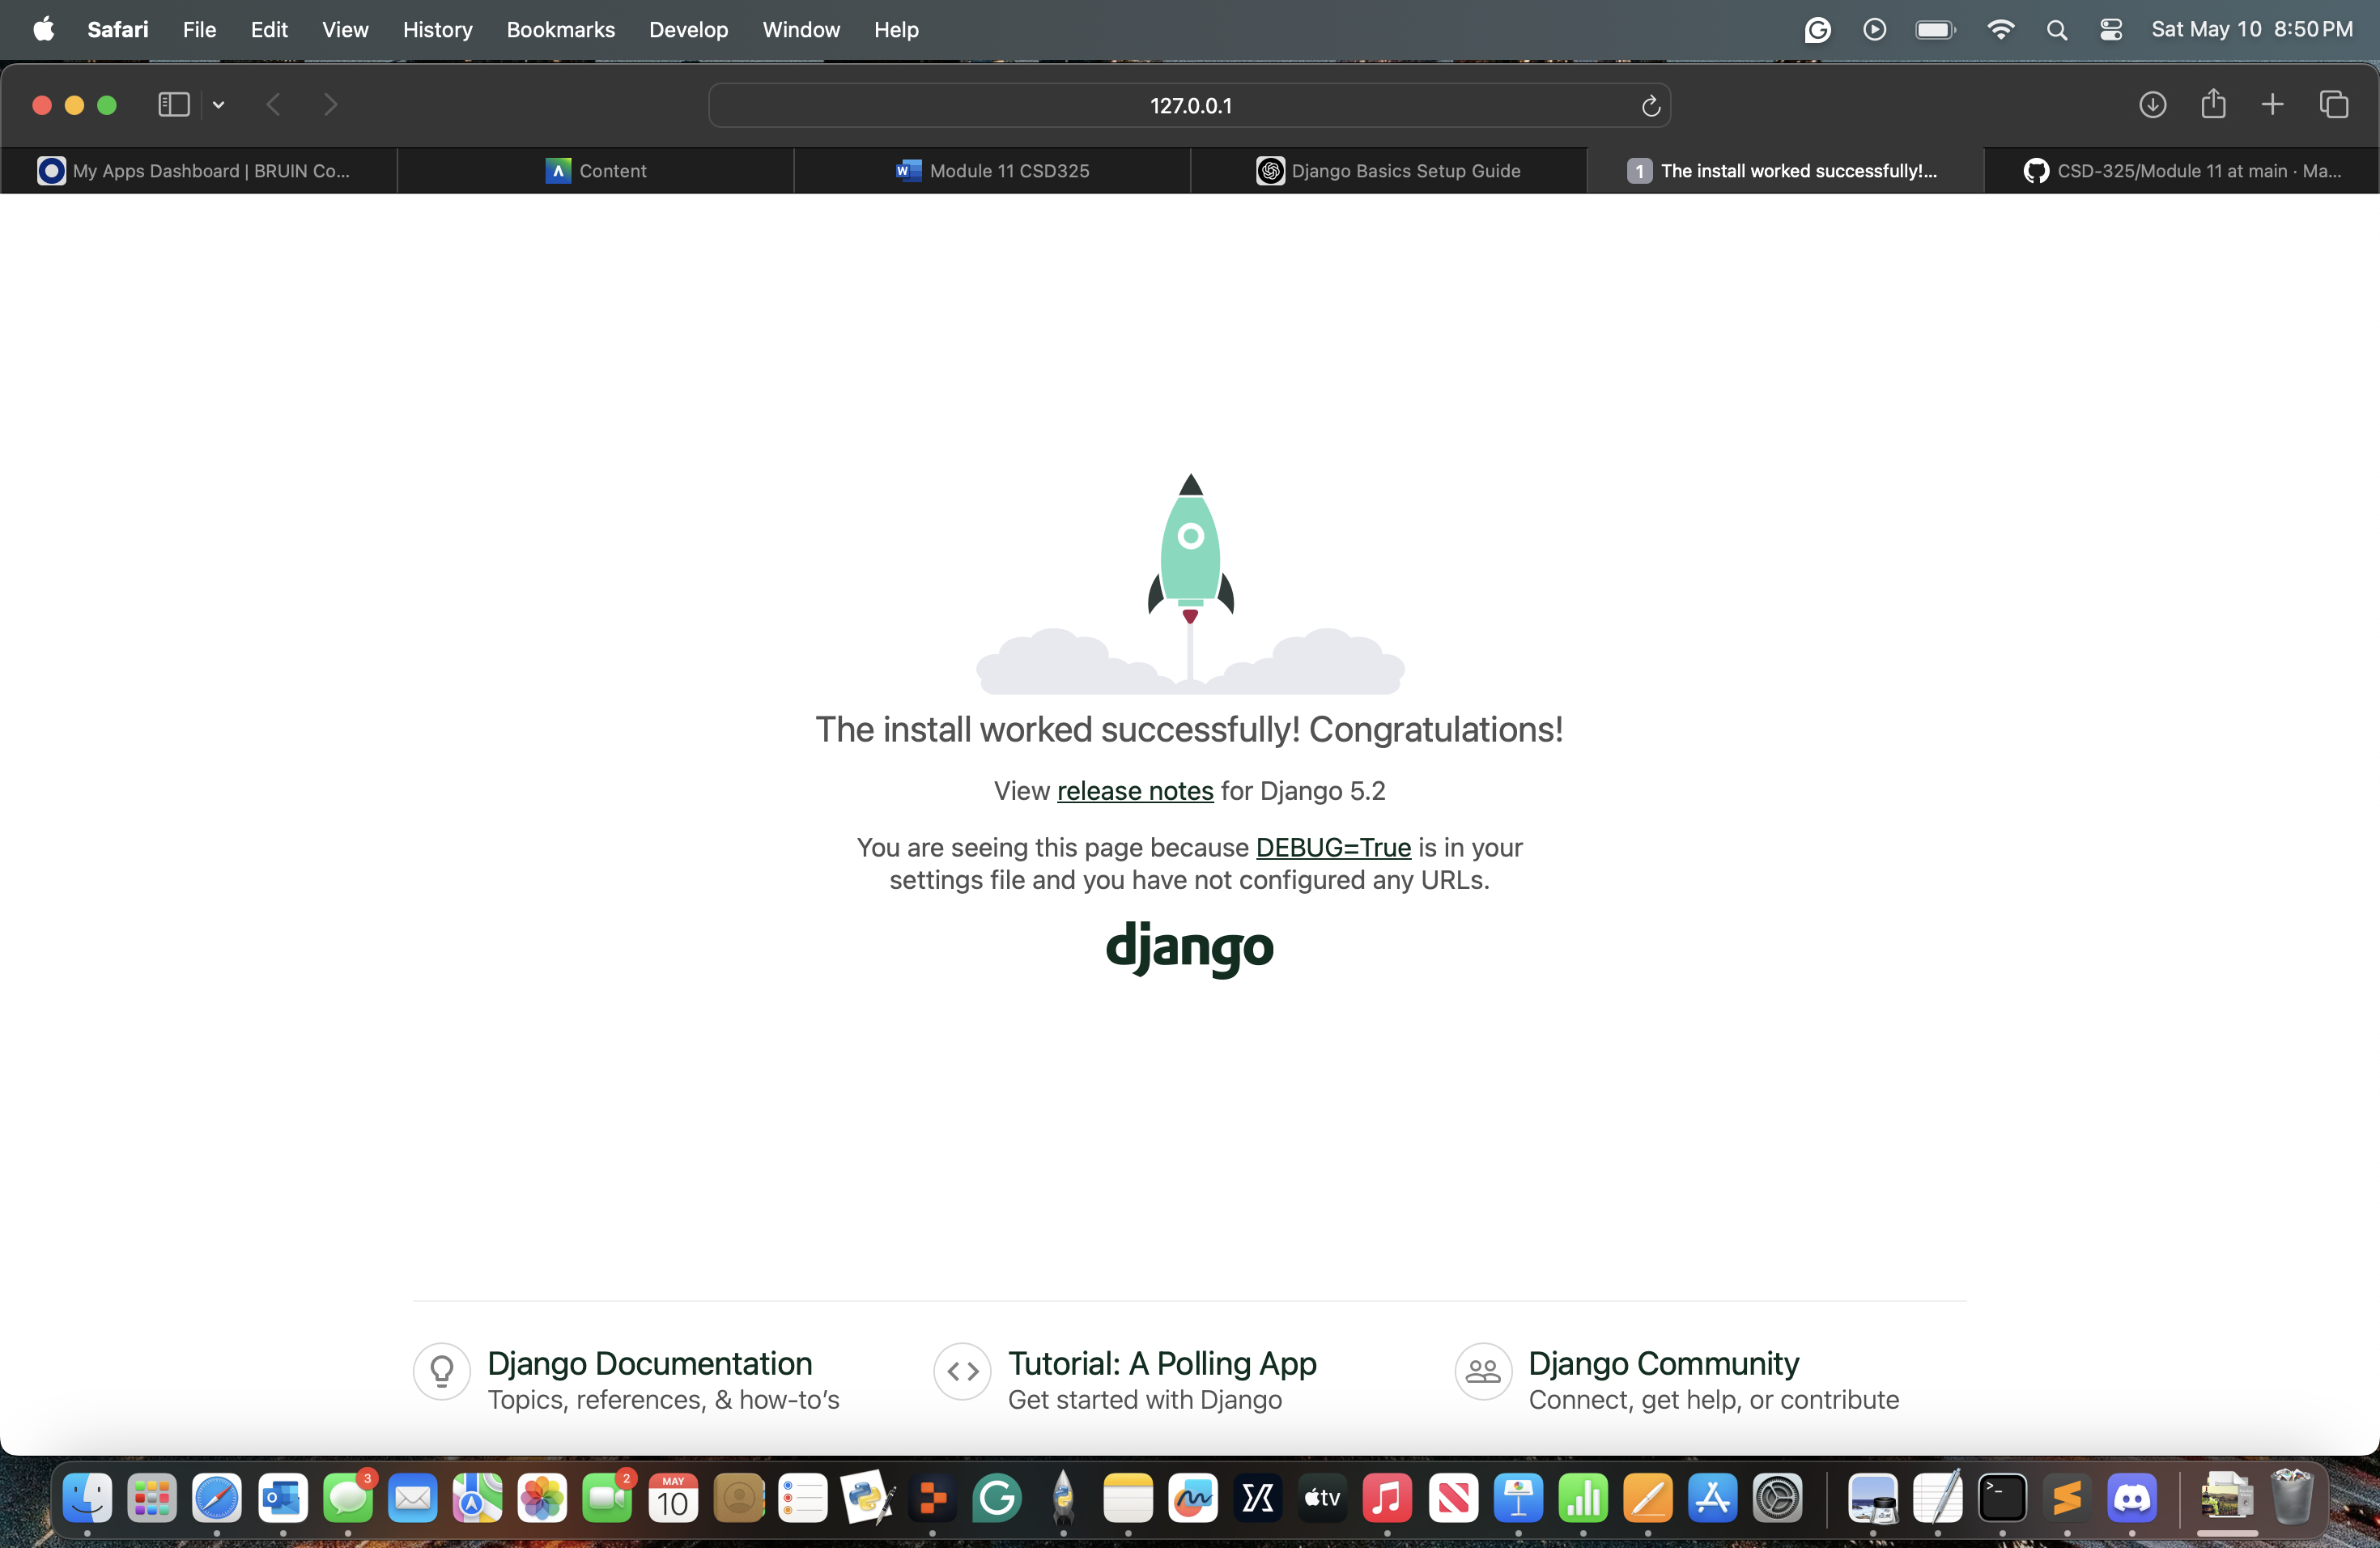 Safari File Edit View History Bookmarks Develop Window Help Sat May 10 8:50 PM
127.0.0.1
My Apps Dashboard | BRUIN Co... Content Module 11 CSD325 Django Basics Setup Guide 1 The install worked successfully!... CSD-325/Module 11 at main · Ma...
The install worked successfully! Congratulations!
View release notes for Django 5.2
You are seeing this page because DEBUG=True is in your
settings file and you have not configured any URLs.
django
Django Documentation
Topics, references, & how-to’s
Tutorial: A Polling App
Get started with Django
Django Community
Connect, get help, or contribute
3 2 MAY
10
tv